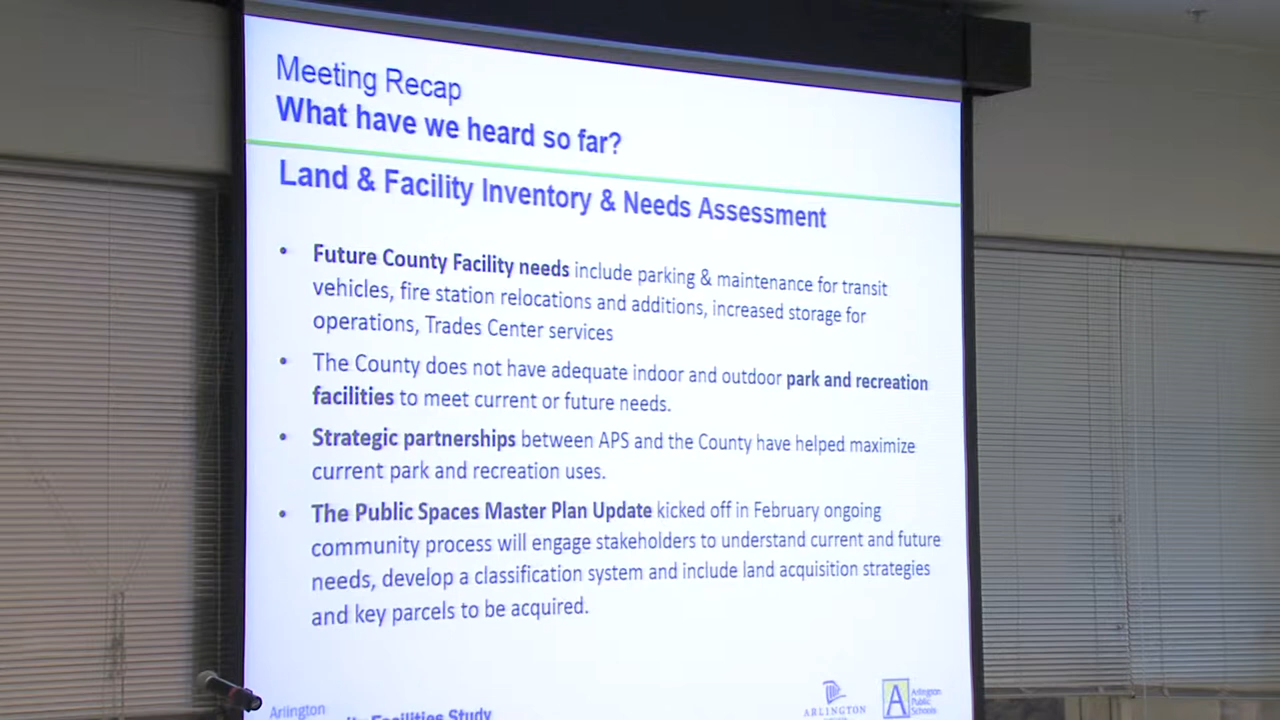 Meeting Recap
What have we heard so far?
Land & Facility Inventory & Needs Assessment
• Future County Facility needs include parking & maintenance for transit
vehicles, fire station relocations and additions, increased storage for
operations, Trades Center services
• The County does not have adequate indoor and outdoor park and recreation
facilities to meet current or future needs.
• Strategic partnerships between APS and the County have helped maximize
current park and recreation uses.
• The Public Spaces Master Plan Update kicked off in February ongoing
community process will engage stakeholders to understand current and future
needs, develop a classification system and include land acquisition strategies
and key parcels to be acquired.
Arlington
Facilities Study
ARLINGTON
A
Arlington
Public
Schools